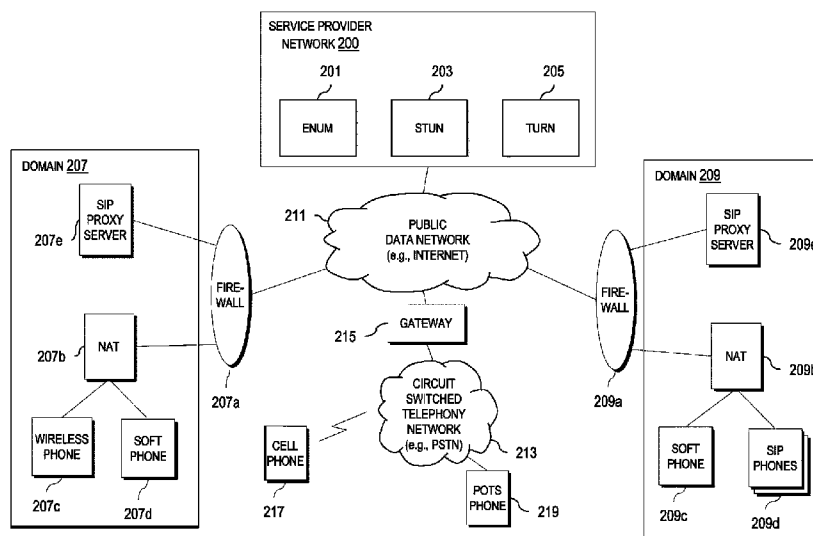 SERVICE PROVIDER
NETWORK 200
201
203
205
ENUM
STUN
TURN
DOMAIN 207
SIP
PROXY
SERVER
207e
FIRE-
WALL
207a
NAT
207b
WIRELESS
PHONE
207c
SOFT
PHONE
207d
211
PUBLIC
DATA NETWORK
(e.g., INTERNET)
215
GATEWAY
CIRCUIT
SWITCHED
TELEPHONY
NETWORK
(e.g., PSTN)
213
CELL
PHONE
217
POTS
PHONE
219
DOMAIN 209
SIP
PROXY
SERVER
209e
FIRE-
WALL
209a
NAT
209b
SOFT
PHONE
209c
SIP
PHONES
209d